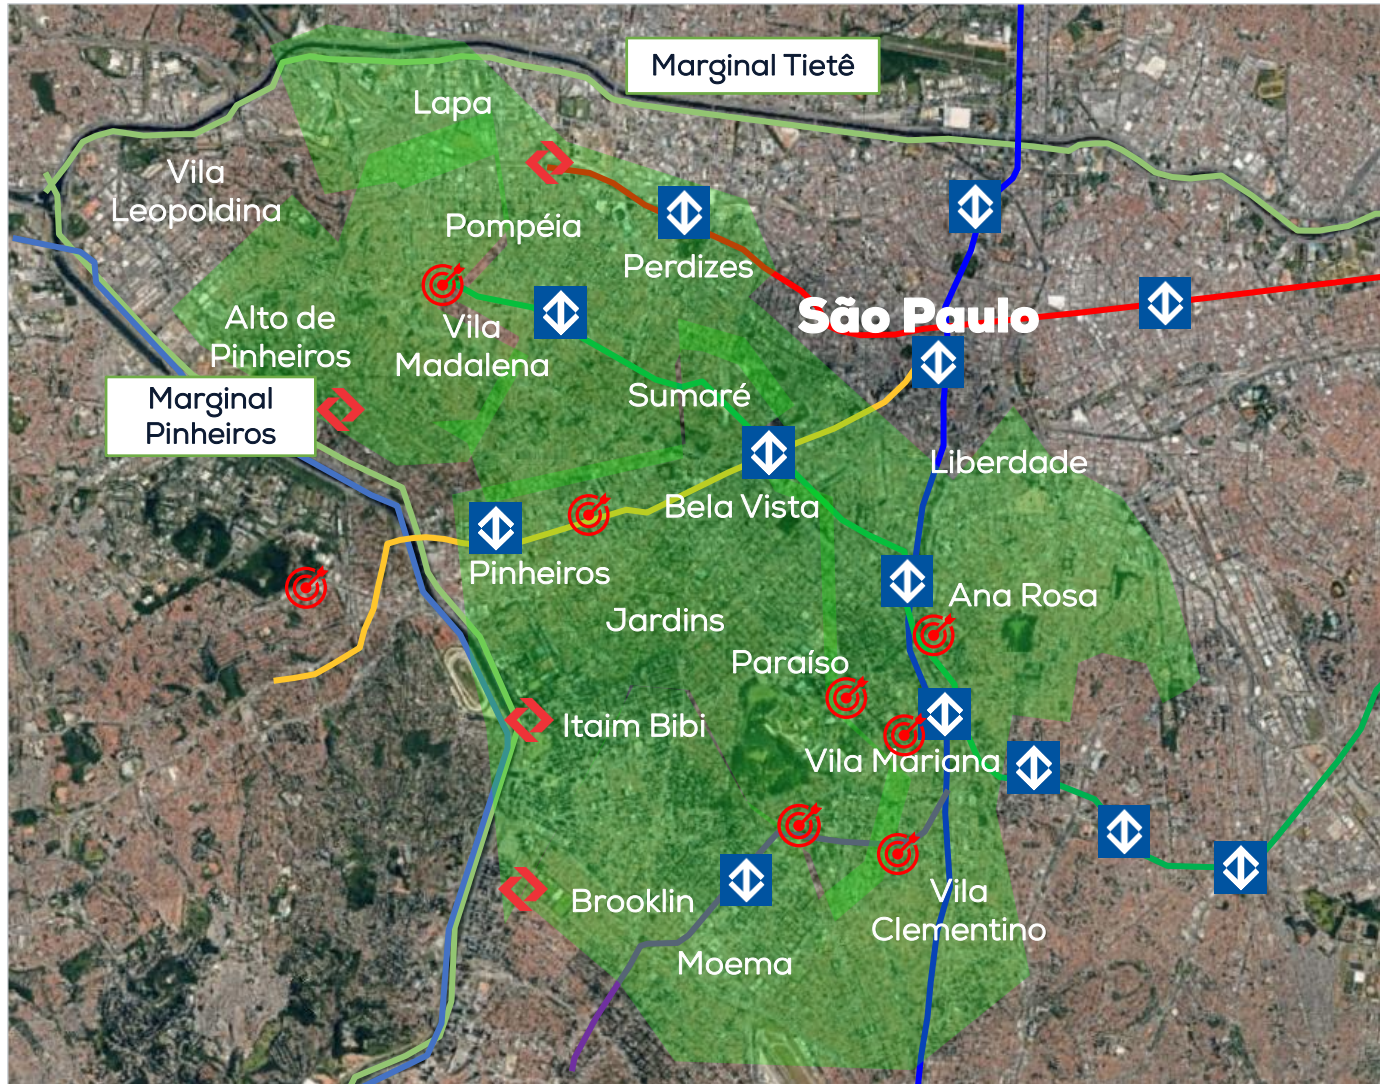 Marginal Tietê
Lapa
Vila
Leopoldina
Pompéia
Perdizes
Alto de
Pinheiros
Vila
Madalena
São Paulo
Sumaré
Marginal
Pinheiros
Liberdade
Bela Vista
Pinheiros
Ana Rosa
Jardins
Paraíso
Itaim Bibi
Vila Mariana
Brooklin
Vila
Clementino
Moema